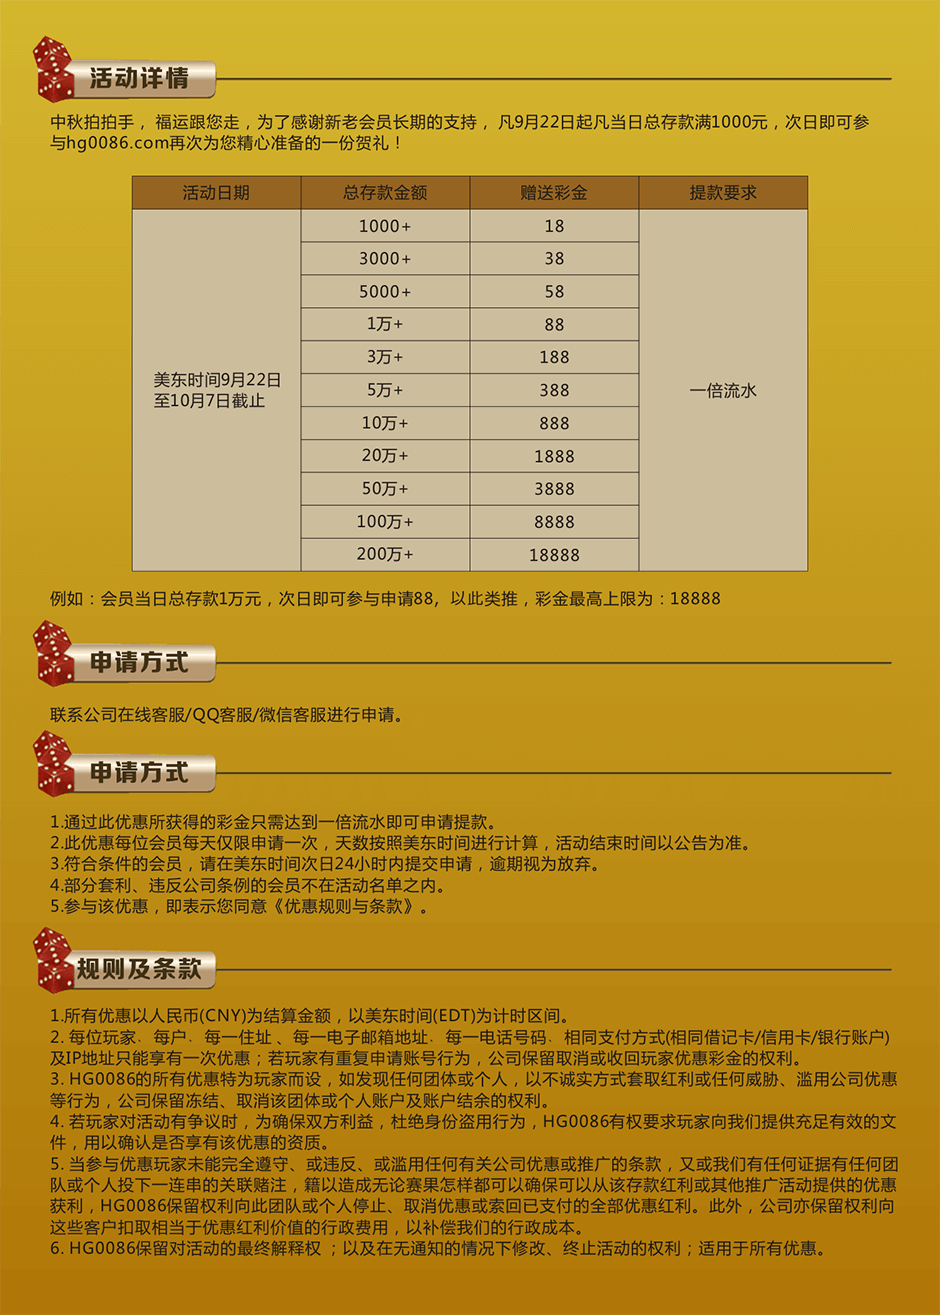 活动详情
中秋拍拍手，福运跟您走，为了感谢新老会员长期的支持，凡9月22日起凡当日总存款满1000元，次日即可参
与hg0086.com再次为您精心准备的一份贺礼！
活动日期 总存款金额 赠送彩金 提款要求
1000+ 18
3000+ 38
5000+ 58
1万+ 88
3万+ 188
美东时间9月22日
至10月7日截止
5万+ 388 一倍流水
10万+ 888
20万+ 1888
50万+ 3888
100万+ 8888
200万+ 18888
例如：会员当日总存款1万元，次日即可参与申请88，以此类推，彩金最高上限为：18888
申请方式
联系公司在线客服/QQ客服/微信客服进行申请。
申请方式
1.通过此优惠所获得的彩金只需达到一倍流水即可申请提款。
2.此优惠每位会员每天仅限申请一次，天数按照美东时间进行计算，活动结束时间以公告为准。
3.符合条件的会员，请在美东时间次日24小时内提交申请，逾期视为放弃。
4.部分套利、违反公司条例的会员不在活动名单之内。
5.参与该优惠，即表示您同意《优惠规则与条款》。
规则及条款
1.所有优惠以人民币(CNY)为结算金额，以美东时间(EDT)为计时区间。
2. 每位玩家﹑每户﹑每一住址 、每一电子邮箱地址﹑每一电话号码﹑相同支付方式(相同借记卡/信用卡/银行账户)
及IP地址只能享有一次优惠；若玩家有重复申请账号行为，公司保留取消或收回玩家优惠彩金的权利。
3. HG0086的所有优惠特为玩家而设，如发现任何团体或个人，以不诚实方式套取红利或任何威胁、滥用公司优惠
等行为，公司保留冻结、取消该团体或个人账户及账户结余的权利。
4. 若玩家对活动有争议时，为确保双方利益，杜绝身份盗用行为，HG0086有权要求玩家向我们提供充足有效的文
件，用以确认是否享有该优惠的资质。
5. 当参与优惠玩家未能完全遵守、或违反、或滥用任何有关公司优惠或推广的条款，又或我们有任何证据有任何团
队或个人投下一连串的关联赌注，籍以造成无论赛果怎样都可以确保可以从该存款红利或其他推广活动提供的优惠
获利，HG0086保留权利向此团队或个人停止、取消优惠或索回已支付的全部优惠红利。此外，公司亦保留权利向
这些客户扣取相当于优惠红利价值的行政费用，以补偿我们的行政成本。
6. HG0086保留对活动的最终解释权 ；以及在无通知的情况下修改、终止活动的权利；适用于所有优惠。